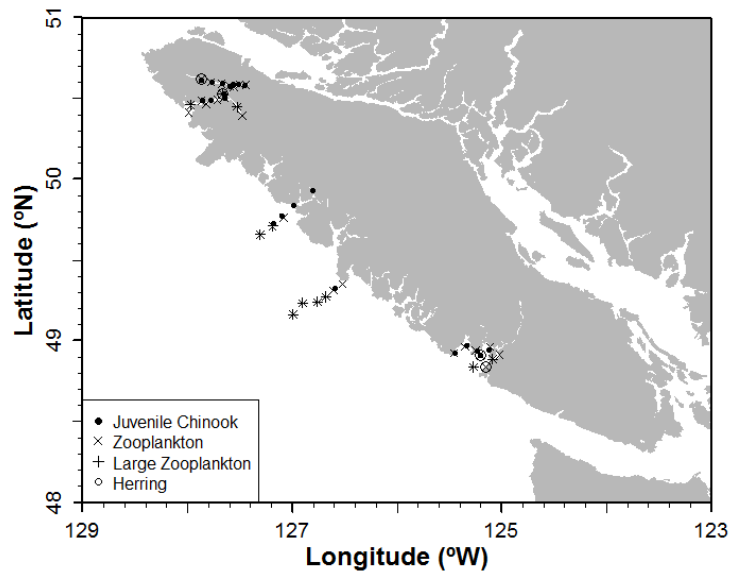 51
50
49
48
Latitude (ºN)
Juvenile Chinook
Zooplankton
Large Zooplankton
Herring
129
127
125
123
Longitude (ºW)